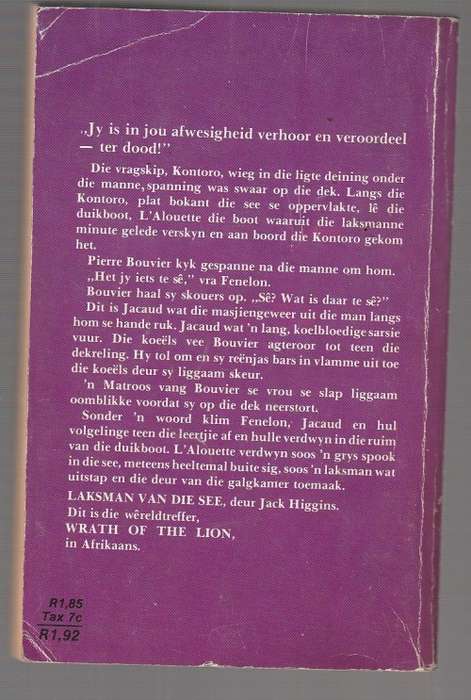 „Jy is in jou afwesigheid verhoor en veroordeel
— ter dood!”
Die vragskip, Kontoro, wieg in die ligte deining onder
die manne, spanning was swaar op die dek. Langs die
Kontoro, plat bokant die see se oppervlakte, lê die
duikboot, L'Alouette die boot waaruit die laksmanne
minute gelede verskyn en aan boord die Kontoro gekom
het.
Pierre Bouvier kyk gespanne na die manne om hom.
„Het jy iets te sê,” vra Fenelon.
Bouvier haal sy skouers op. „Sê? Wat is daar te sê?”
Dit is Jacaud wat die masjiengeweer uit die man langs
hom se hande ruk. Jacaud wat 'n lang, koelbloedige sarsie
vuur. Die koeëls vee Bouvier agteroor tot teen die
dekreling. Hy tol om en sy reënjas bars in vlamme uit toe
die koeëls deur sy liggaam skeur.
'n Matroos vang Bouvier se vrou se slap liggaam
oomblikke voordat sy op die dek neerstort.
Sonder 'n woord klim Fenelon, Jacaud en hul
volgelinge teen die leertjie af en hulle verdwyn in die ruim
van die duikboot. L'Alouette verdwyn soos 'n grys spook
in die see, meteens heeltemal buite sig, soos 'n laksman wat
uitstap en die deur van die galgkamer toemaak.
LAKSMAN VAN DIE SEE, deur Jack Higgins.
Dit is die wêreldtreffer,
WRATH OF THE LION,
in Afrikaans.
R1,85
Tax 7c
R1,92